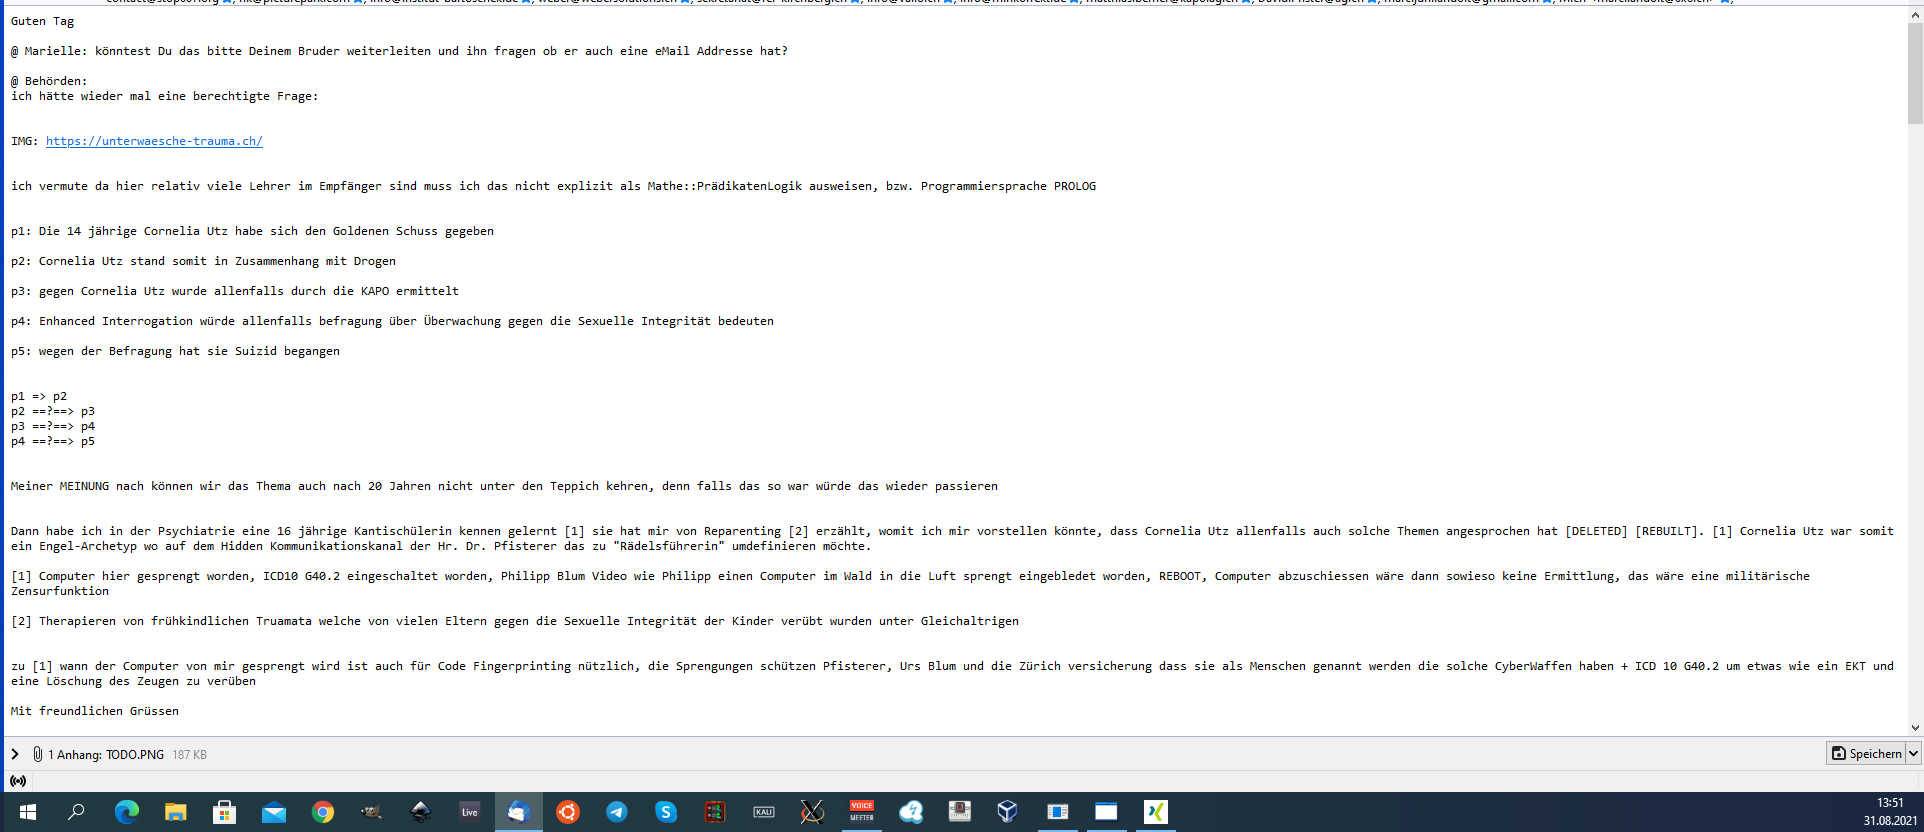 Guten Tag
@ Marielle: könntest Du das bitte Deinem Bruder weiterleiten und ihn fragen ob er auch eine eMail Addresse hat?
@ Behörden:
ich hätte wieder mal eine berechtigte Frage:
IMG: https://unterwaesche-trauma.ch/
ich vermute da hier relativ viele Lehrer im Empfänger sind muss ich das nicht explizit als Mathe::PrädikatenLogik ausweisen, bzw. Programmiersprache PROLOG
p1: Die 14 jährige Cornelia Utz habe sich den Goldenen Schuss gegeben
p2: Cornelia Utz stand somit in Zusammenhang mit Drogen
p3: gegen Cornelia Utz wurde allenfalls durch die KAPO ermittelt
p4: Enhanced Interrogation würde allenfalls befragung über Überwachung gegen die Sexuelle Integrität bedeuten
p5: wegen der Befragung hat sie Suizid begangen
p1 => p2
p2 ==?==> p3
p3 ==?==> p4
p4 ==?==> p5
Meiner MEINUNG nach können wir das Thema auch nach 20 Jahren nicht unter den Teppich kehren, denn falls das so war würde das wieder passieren
Dann habe ich in der Psychiatrie eine 16 jährige Kantischülerin kennen gelernt [1] sie hat mir von Reparenting [2] erzählt, womit ich mir vorstellen könnte, dass Cornelia Utz allenfalls auch solche Themen angesprochen hat [DELETED] [REBUILT]. [1] Cornelia Utz war somit
ein Engel-Archetyp wo auf dem Hidden Kommunikationskanal der Hr. Dr. Pfisterer das zu "Rädelsführerin" umdefinieren möchte.
[1] Computer hier gesprengt worden, ICD10 G40.2 eingeschaltet worden, Philipp Blum Video wie Philipp einen Computer im Wald in die Luft sprengt eingebledet worden, REBOOT, Computer abzuschiessen wäre dann sowieso keine Ermittlung, das wäre eine militärische
Zensurfunktion
[2] Therapieren von frühkindlichen Truamata welche von vielen Eltern gegen die Sexuelle Integrität der Kinder verübt wurden unter Gleichaltrigen
zu [1] wann der Computer von mir gesprengt wird ist auch für Code Fingerprinting nützlich, die Sprengungen schützen Pfisterer, Urs Blum und die Zürich versicherung dass sie als Menschen genannt werden die solche CyberWaffen haben + ICD 10 G40.2 um etwas wie ein EKT und
eine Löschung des Zeugen zu verüben
Mit freundlichen Grüssen
1 Anhang: TODO.PNG 187 KB
Speichern
Live
KALI
VOICE
MEETER
13:51
31.08.2021